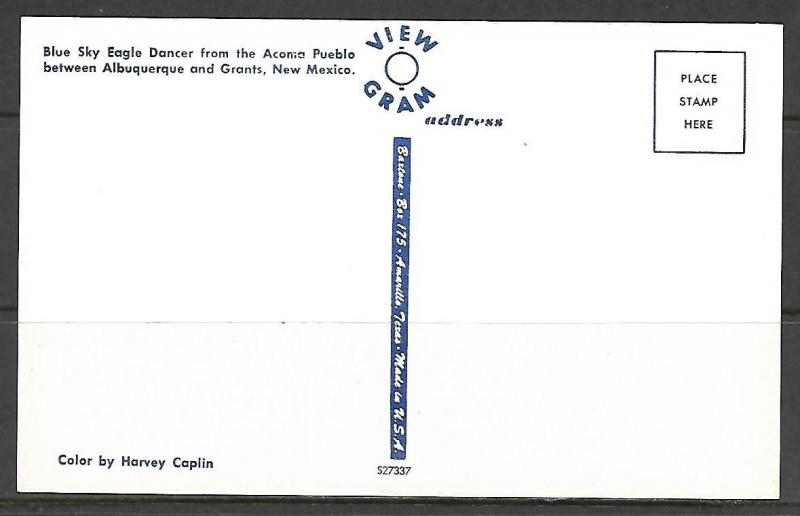 Blue Sky Eagle Dancer from the Acoma Pueblo
between Albuquerque and Grants, New Mexico.
VIEW
GRAM
address
PLACE
STAMP
HERE
Baxtone · Box 175 · Amarillo, Texas · Made in U.S.A.
Color by Harvey Caplin
S27337